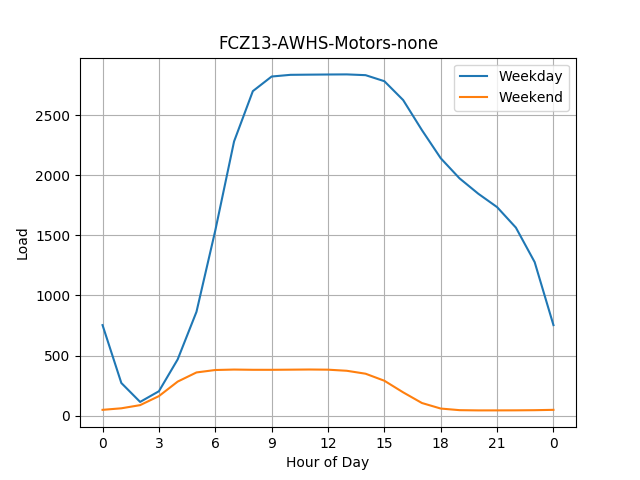 FCZ13-AWHS-Motors-none
Weekday
Weekend
Load
2500
2000
1500
1000
500
0
0 3 6 9 12 15 18 21 0
Hour of Day